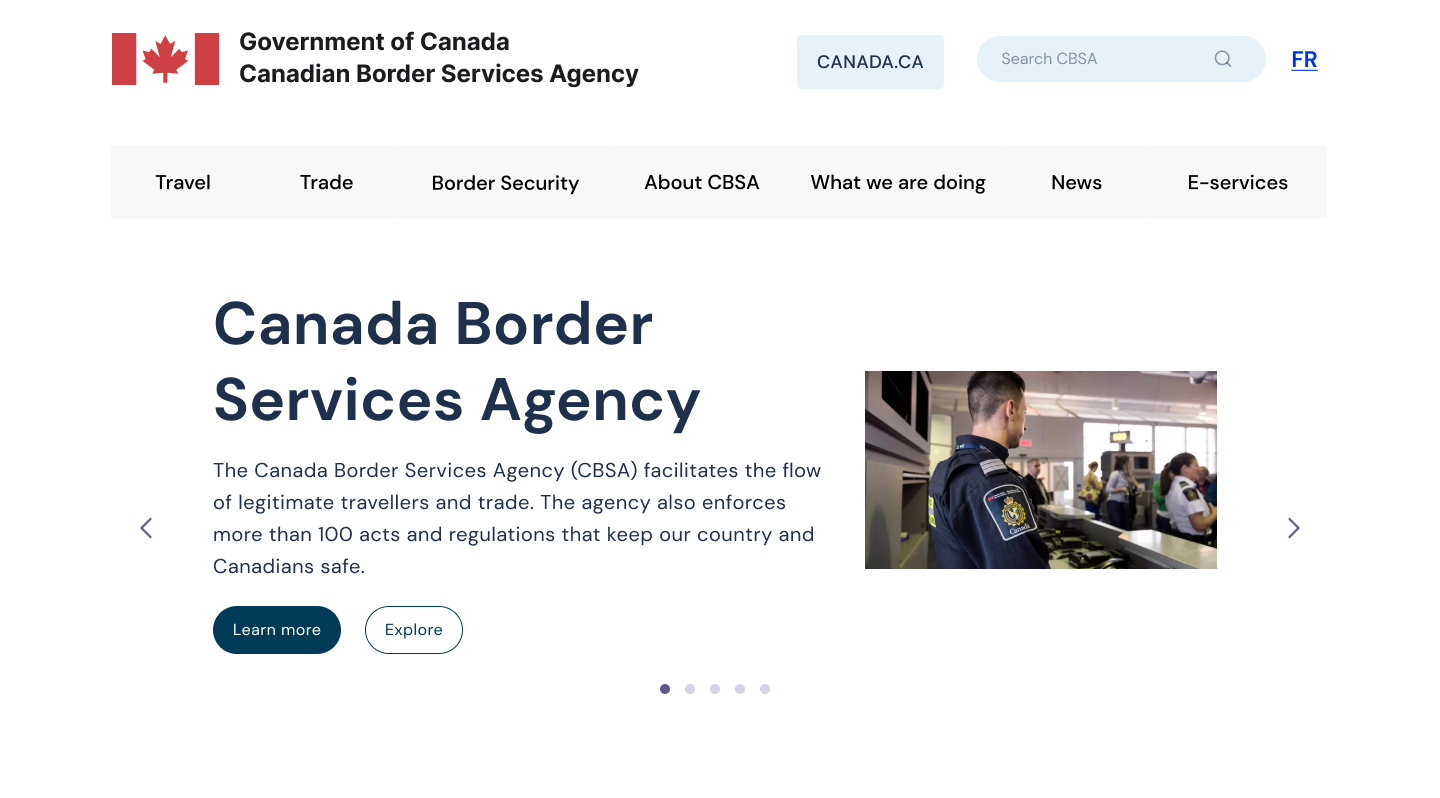 Government of Canada
Canadian Border Services Agency
CANADA.CA
Search CBSA
FR
Travel
Trade
Border Security
About CBSA
What we are doing
News
E-services
Canada Border
Services Agency
The Canada Border Services Agency (CBSA) facilitates the flow
of legitimate travellers and trade. The agency also enforces
more than 100 acts and regulations that keep our country and
Canadians safe.
Canada
Learn more
Explore